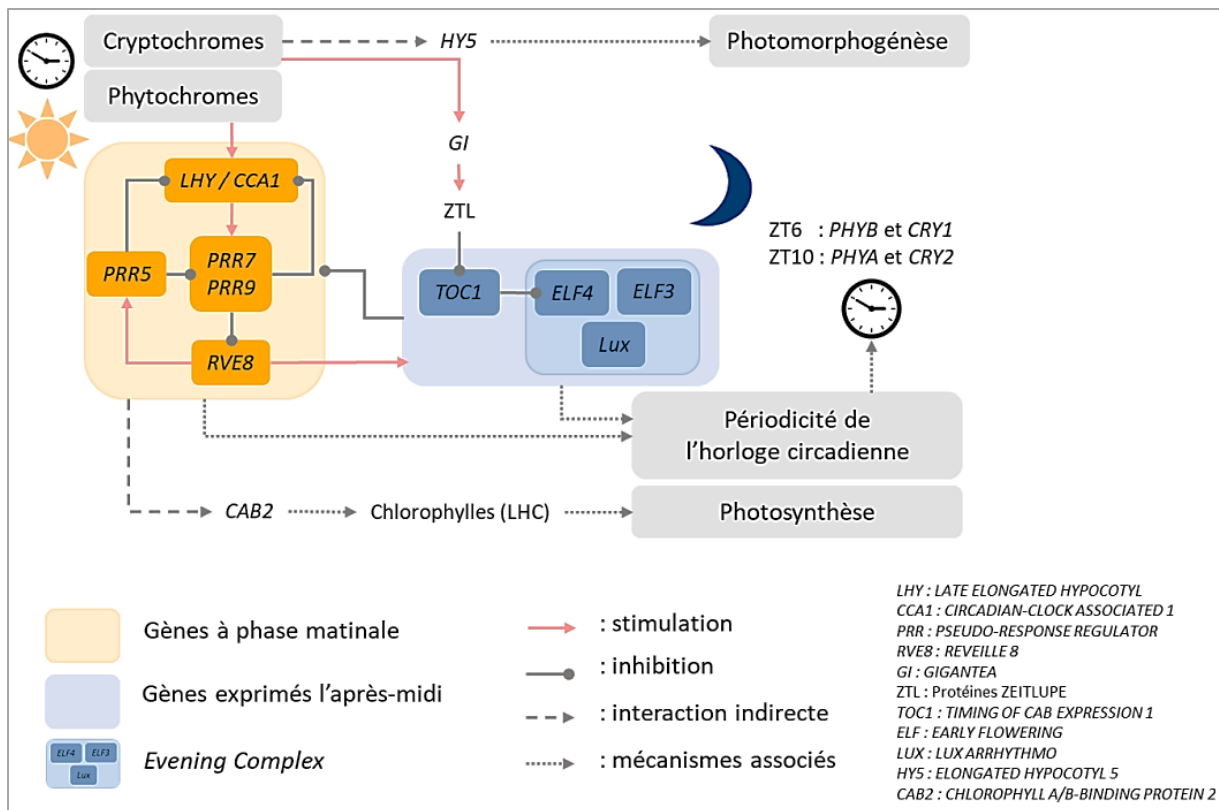 Cryptochromes
HY5
Photomorphogénèse
Phytochromes
GI
LHY / CCA1
ZTL
ZT6 : PHYB et CRY1
ZT10 : PHYA et CRY2
PRR5
PRR7
PRR9
TOC1
ELF4
ELF3
Lux
RVE8
Périodicité de
l'horloge circadienne
CAB2
Chlorophylles (LHC)
Photosynthèse
Gènes à phase matinale
Gènes exprimés l'après-midi
ELF4
ELF3
Lux
Evening Complex
: stimulation
: inhibition
: interaction indirecte
: mécanismes associés
LHY : LATE ELONGATED HYPOCOTYL
CCA1 : CIRCADIAN-CLOCK ASSOCIATED 1
PRR : PSEUDO-RESPONSE REGULATOR
RVE8 : REVEILLE 8
GI : GIGANTEA
ZTL : Protéines ZEITLUPE
TOC1 : TIMING OF CAB EXPRESSION 1
ELF : EARLY FLOWERING
LUX : LUX ARRHYTHMO
HY5 : ELONGATED HYPOCOTYL 5
CAB2 : CHLOROPHYLL A/B-BINDING PROTEIN 2